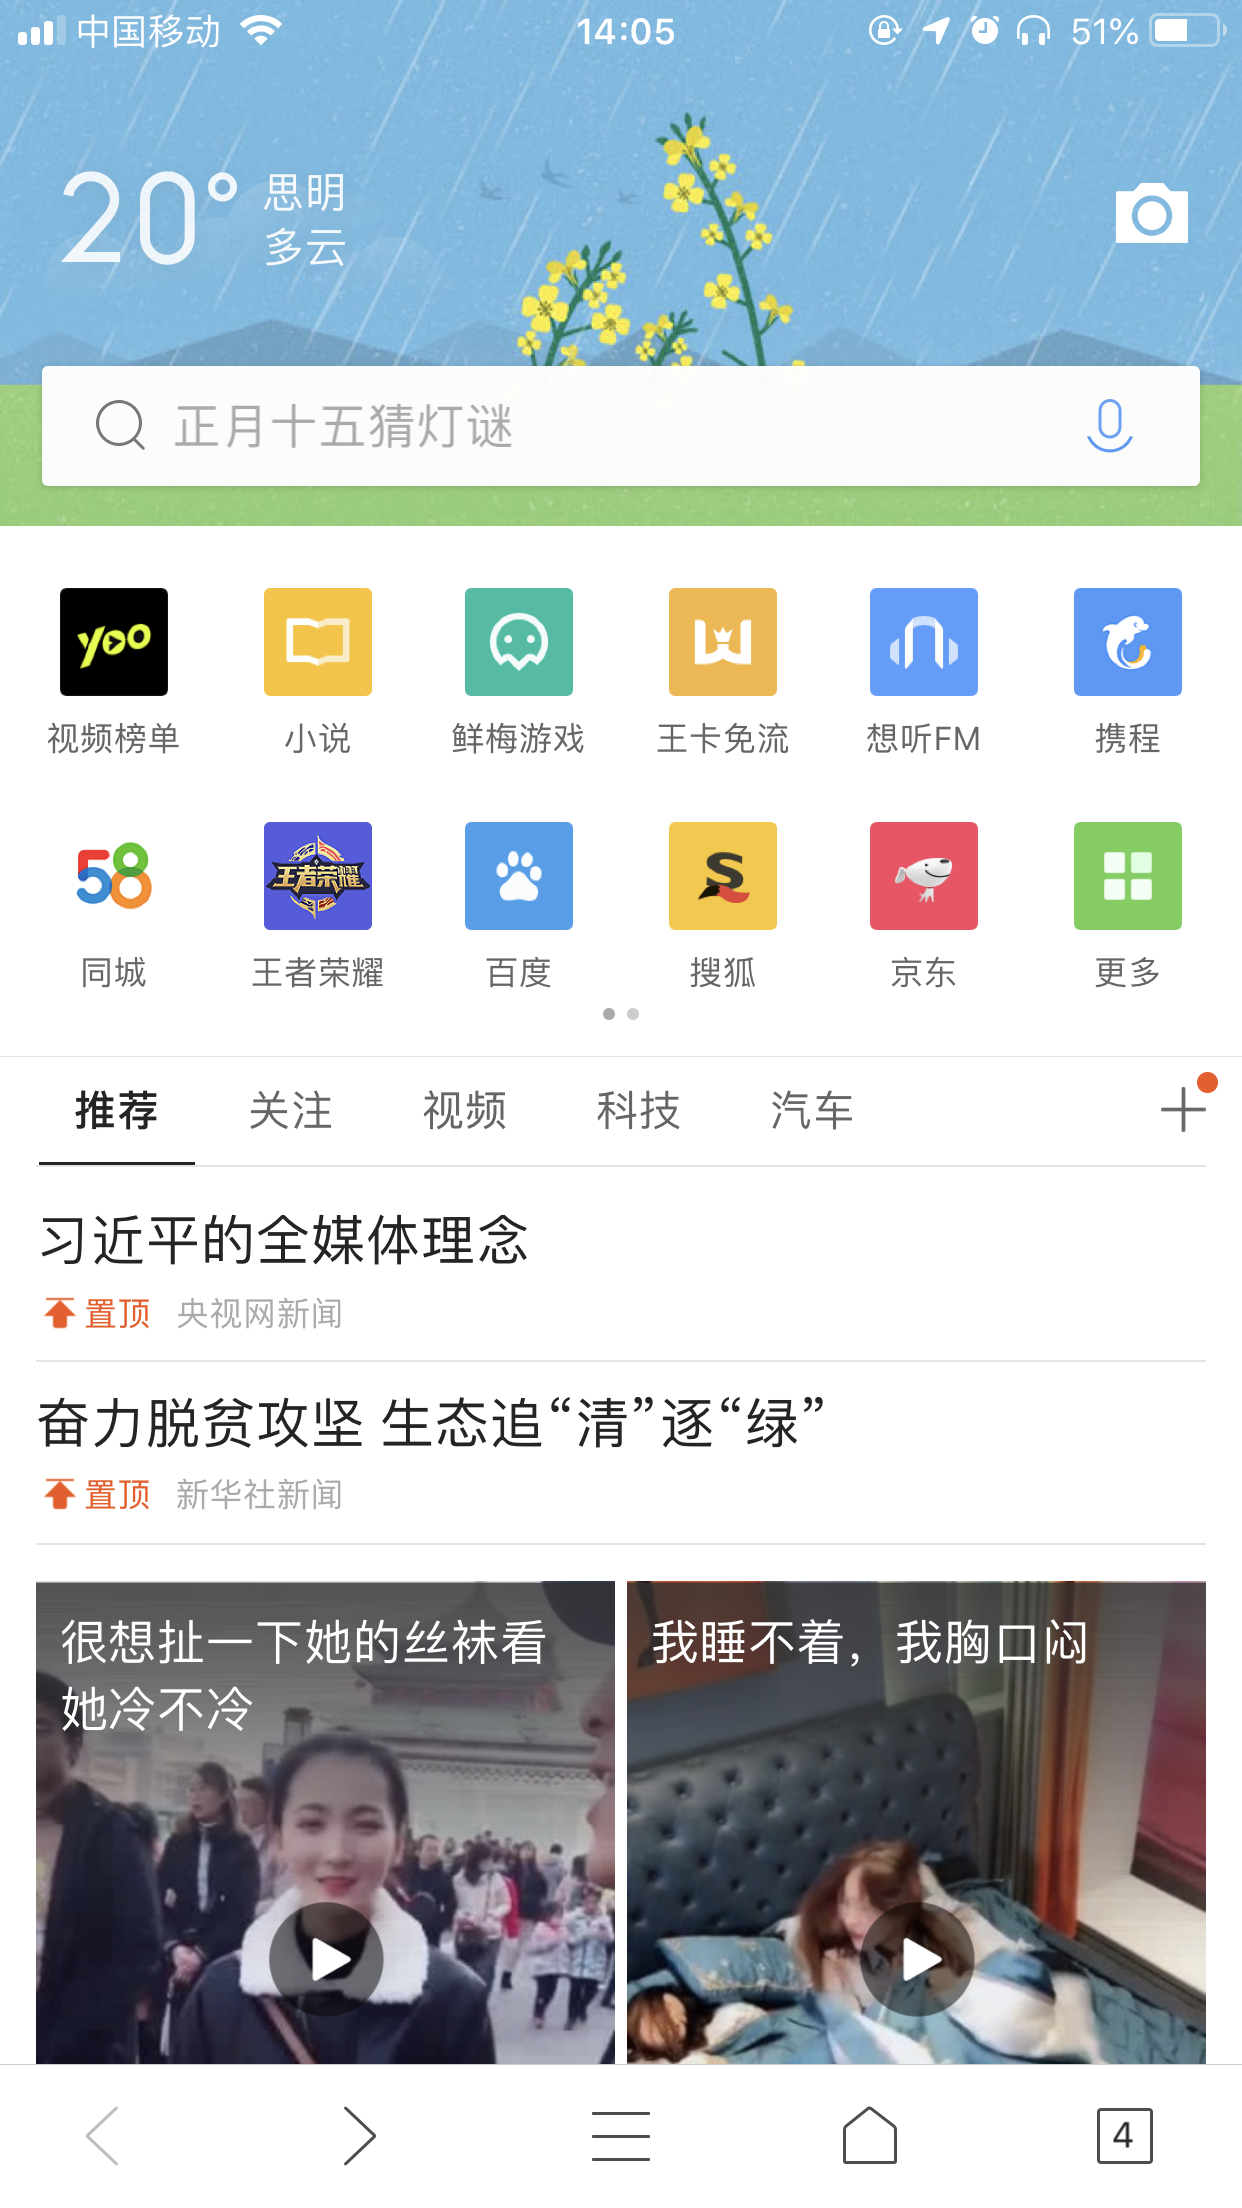 中国移动 14:05 51%
20° 思明
多云
正月十五猜灯谜
yoo
视频榜单 小说 鲜梅游戏 王卡免流 想听FM 携程
58 王者荣耀 S
同城 王者荣耀 百度 搜狐 京东 更多
推荐 关注 视频 科技 汽车
习近平的全媒体理念
置顶 央视网新闻
奋力脱贫攻坚 生态追“清”逐“绿”
置顶 新华社新闻
很想扯一下她的丝袜看
她冷不冷
我睡不着，我胸口闷
4